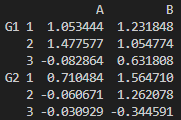 A B
G1 1 1.053444 1.231848
2 1.477577 1.054774
3 -0.082864 0.631808
G2 1 0.710484 1.564710
2 -0.060671 1.262078
3 -0.030929 -0.344591